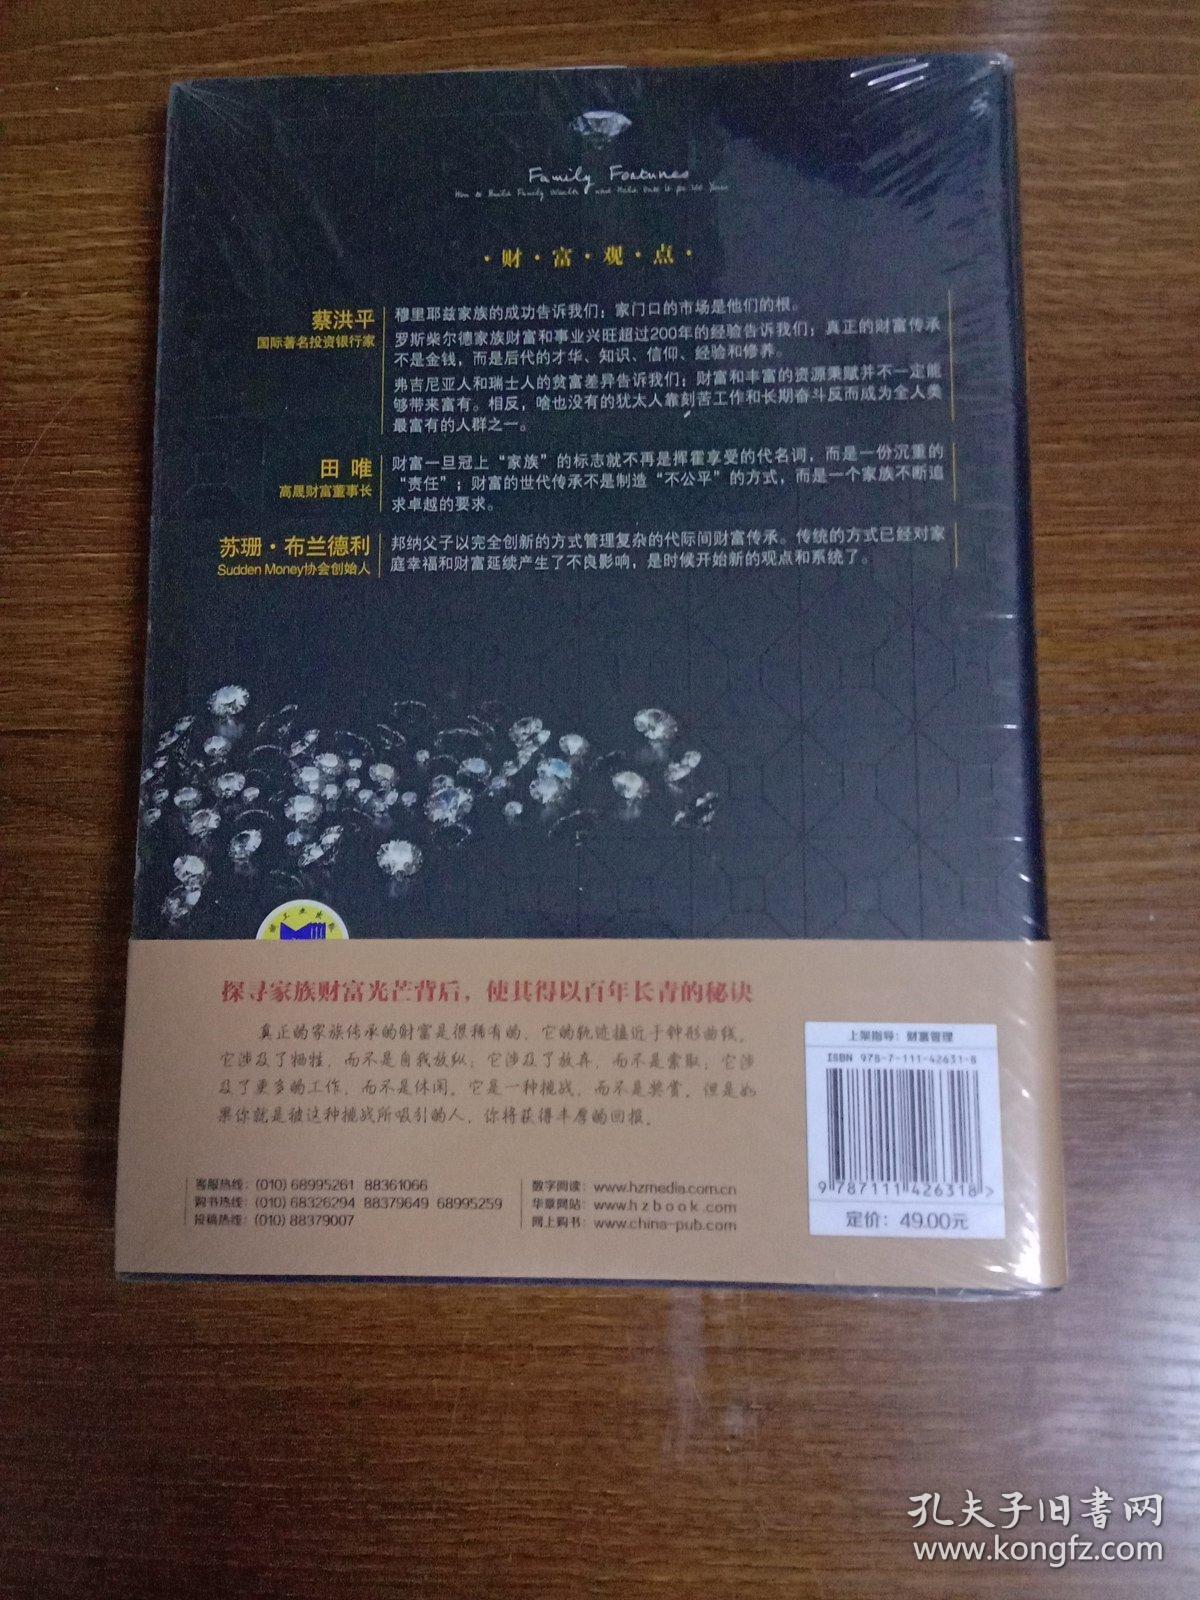 Family Fortunes
How to Build Family Wealth and Hold Onto It for 100 Years
·财·富·观·点·
蔡洪平
国际著名投资银行家
穆里耶兹家族的成功告诉我们：家门口的市场是他们的根。
罗斯柴尔德家族财富和事业兴旺超过200年的经验告诉我们：真正的财富传承
不是金钱，而是后代的才华、知识、信仰、经验和修养。
弗吉尼亚人和瑞士人的贫富差异告诉我们：财富和丰富的资源秉赋并不一定能
够带来富有。相反，啥也没有的犹太人靠刻苦工作和长期奋斗反而成为全人类
最富有的人群之一。
田 唯
高晟财富董事长
财富一旦冠上“家族”的标志就不再是挥霍享受的代名词，而是一份沉重的
“责任”；财富的世代传承不是制造“不公平”的方式，而是一个家族不断追
求卓越的要求。
苏珊·布兰德利
Sudden Money协会创始人
邦纳父子以完全创新的方式管理复杂的代际间财富传承。传统的方式已经对家
庭幸福和财富延续产生了不良影响，是时候开始新的观点和系统了。
探寻家族财富光芒背后，使其得以百年长青的秘诀
真正的家族传承的财富是很稀有的，它的轨迹接近于钟形曲线。
它涉及了牺牲，而不是自我放纵；它涉及了放弃，而不是索取；它涉
及了更多的工作，而不是休闲。它是一种挑战，而不是奖赏。但是如
果你就是被这种挑战所吸引的人，你将获得丰厚的回报。
客服热线：(010) 68995261 88361066
购书热线：(010) 68326294 88379649 68995259
投稿热线：(010) 88379007
数字阅读：www.hzmedia.com.cn
华章网站：www.hzbook.com
网上购书：www.china-pub.com
上架指导：财富管理
ISBN 978-7-111-42631-8
9 787111 426318 >
定价：49.00元
孔夫子旧书网
www.kongfz.com